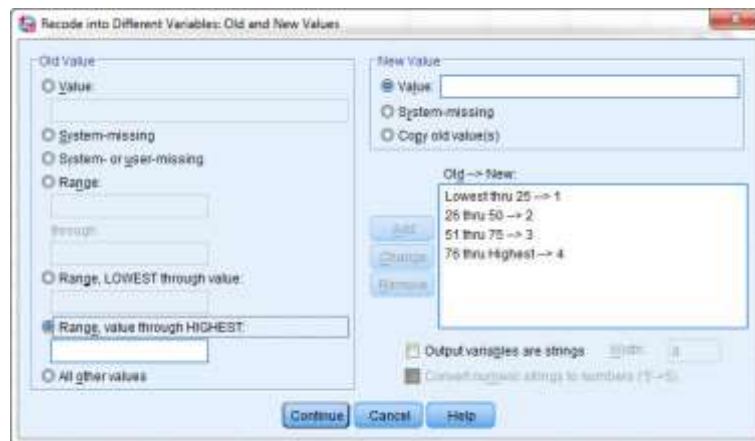 Recode into Different Variables: Old and New Values
Old Value
Value:
System-missing
System- or user-missing
Range:
through
Range, LOWEST through value:
Range, value through HIGHEST:
All other values
New Value
Value:
System-missing
Copy old value(s)
Old --> New:
Lowest thru 25 --> 1
26 thru 50 --> 2
51 thru 75 --> 3
76 thru Highest --> 4
Add
Change
Remove
Output variables are strings
Width: 8
Convert numeric strings to numbers ('5'->5)
Continue
Cancel
Help